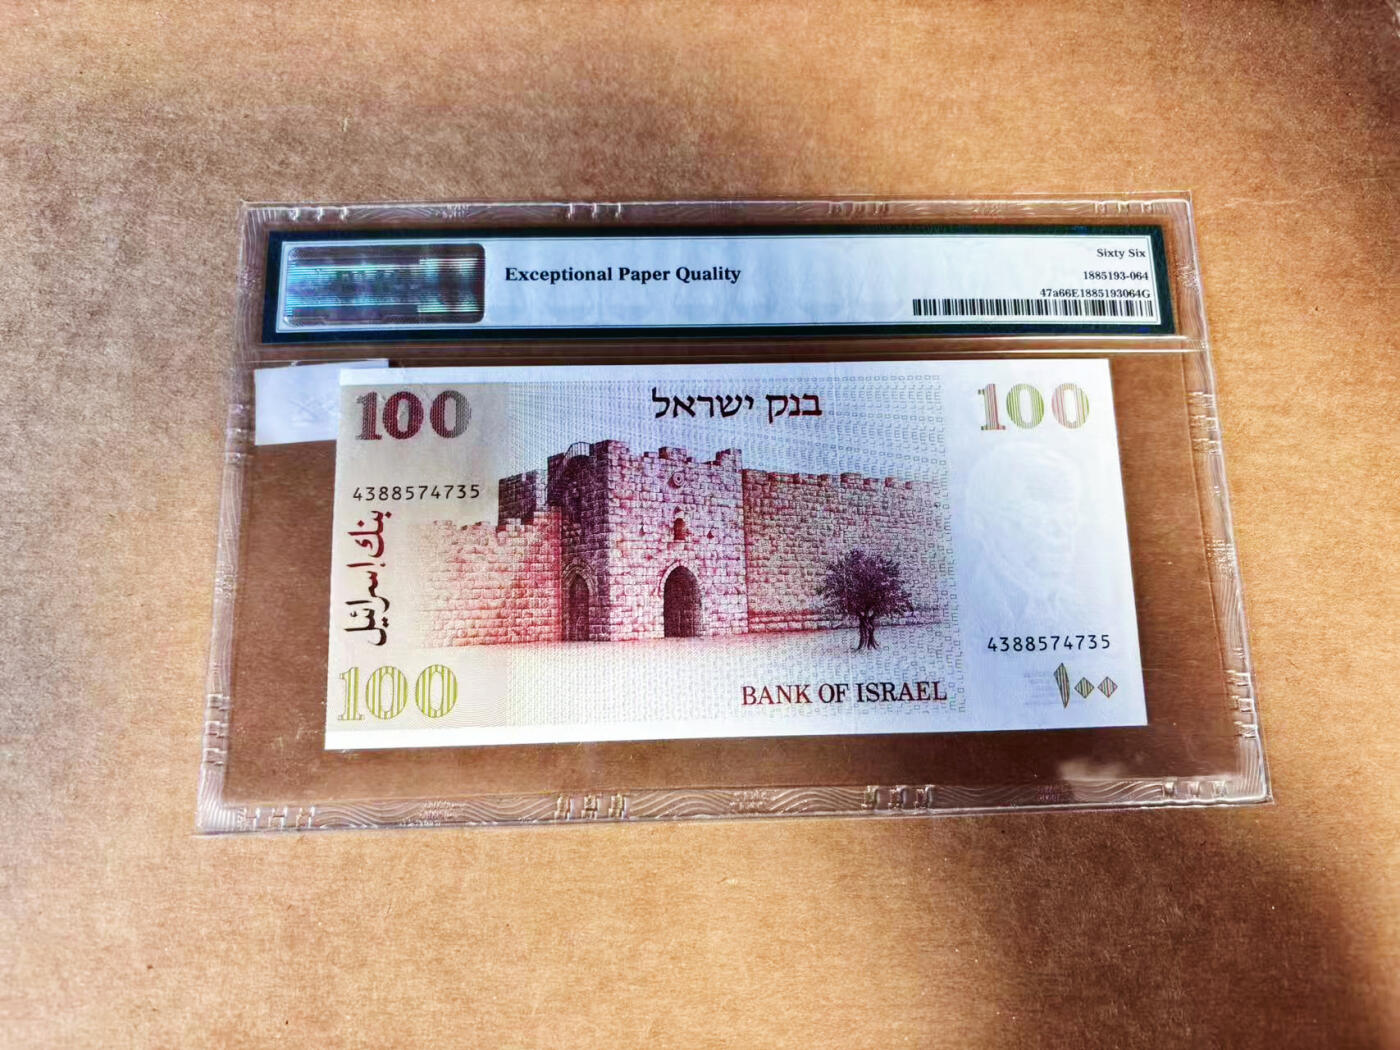 Exceptional Paper Quality
Sixty Six
1885193-064
47a66E1885193064G
100
בנק ישראל
100
4388574735
بنك إسرائيل
4388574735
100
BANK OF ISRAEL
١٠٠